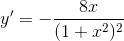 y' = -\frac{8x}{(1+x^2)^2}